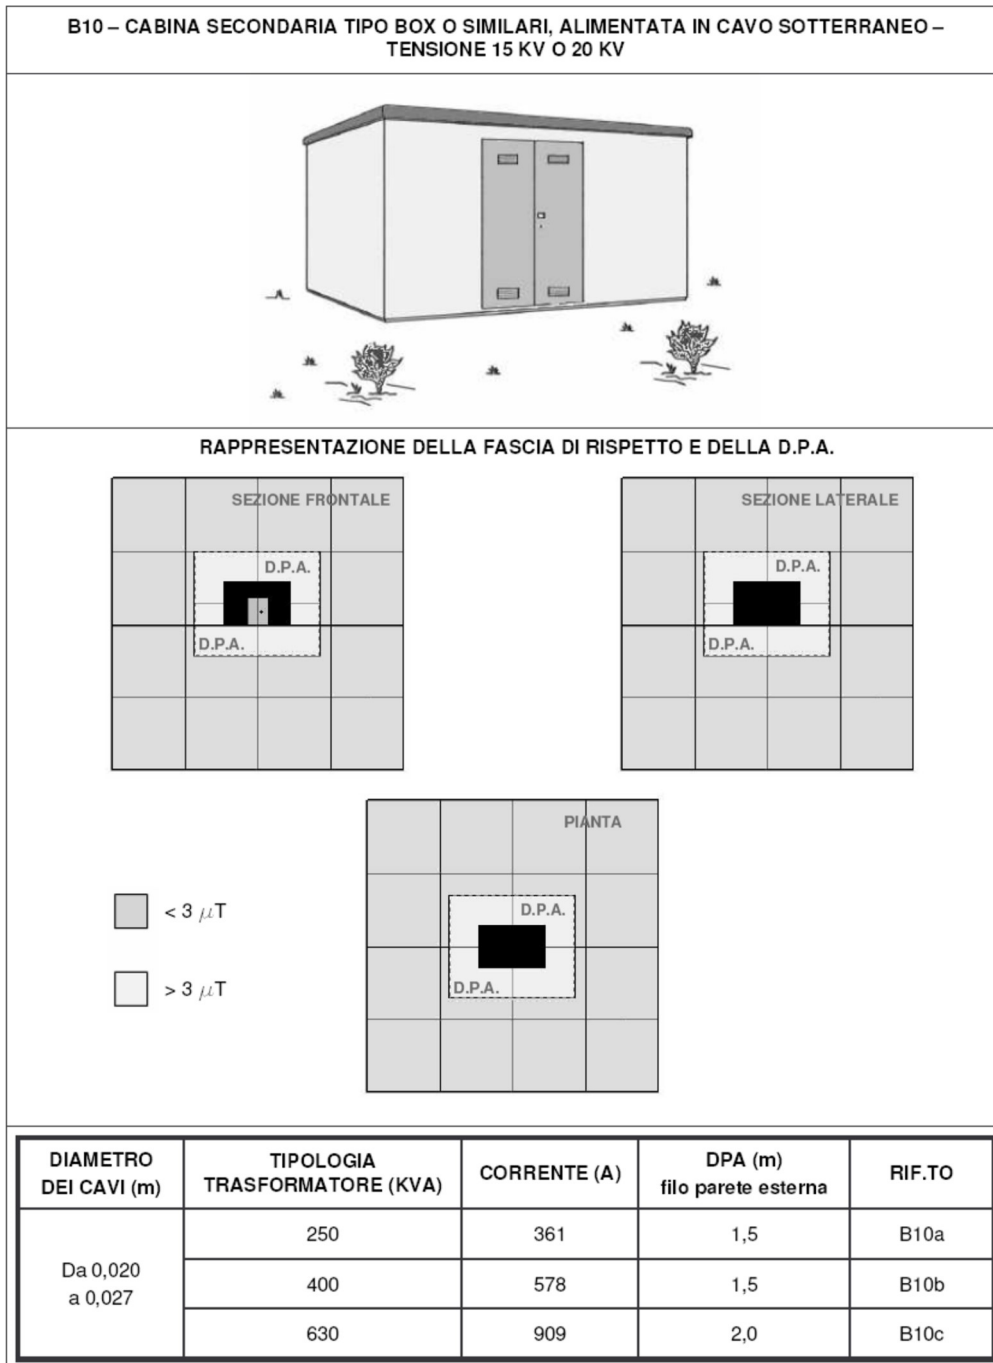 B10 – CABINA SECONDARIA TIPO BOX O SIMILARI, ALIMENTATA IN CAVO SOTTERRANEO –
TENSIONE 15 KV O 20 KV
RAPPRESENTAZIONE DELLA FASCIA DI RISPETTO E DELLA D.P.A.
SEZIONE FRONTALE
D.P.A.
D.P.A.
SEZIONE LATERALE
D.P.A.
D.P.A.
PIANTA
D.P.A.
D.P.A.
< 3 μT
> 3 μT
DIAMETRO
DEI CAVI (m)
TIPOLOGIA
TRASFORMATORE (KVA)
CORRENTE (A)
DPA (m)
filo parete esterna
RIF.TO
Da 0,020
a 0,027
250 361 1,5 B10a
400 578 1,5 B10b
630 909 2,0 B10c